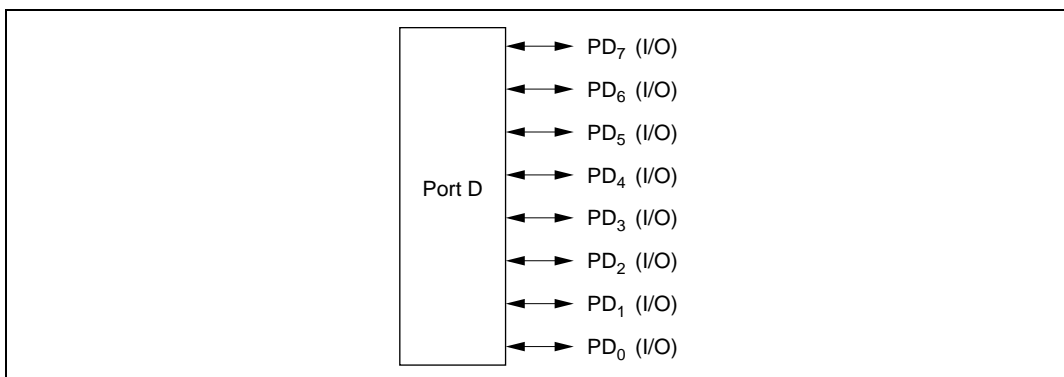 PD₇ (I/O)
PD₆ (I/O)
PD₅ (I/O)
PD₄ (I/O)
Port D
PD₃ (I/O)
PD₂ (I/O)
PD₁ (I/O)
PD₀ (I/O)